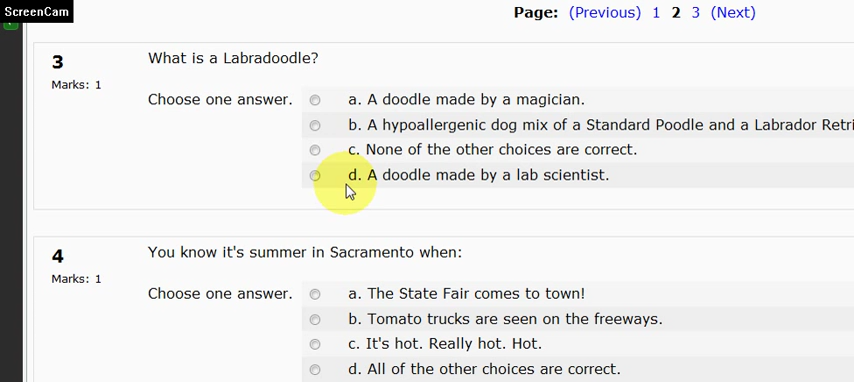 ScreenCam
Page: (Previous) 1 2 3 (Next)
3
What is a Labradoodle?
Marks: 1
Choose one answer.
a. A doodle made by a magician.
b. A hypoallergenic dog mix of a Standard Poodle and a Labrador Retri
c. None of the other choices are correct.
d. A doodle made by a lab scientist.
4
You know it's summer in Sacramento when:
Marks: 1
Choose one answer.
a. The State Fair comes to town!
b. Tomato trucks are seen on the freeways.
c. It's hot. Really hot. Hot.
d. All of the other choices are correct.